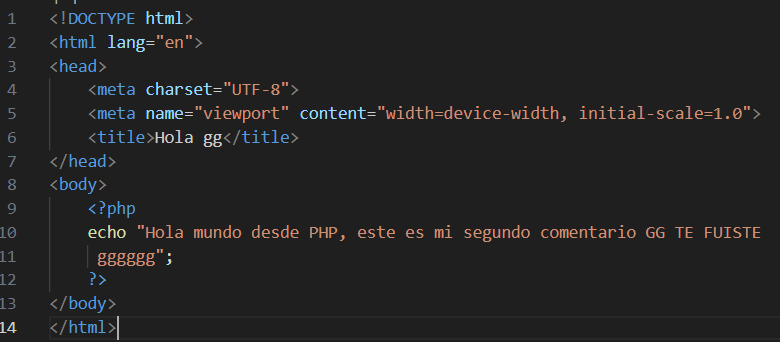 1 <!DOCTYPE html>
2 <html lang="en">
3 <head>
4     <meta charset="UTF-8">
5     <meta name="viewport" content="width=device-width, initial-scale=1.0">
6     <title>Hola gg</title>
7 </head>
8 <body>
9     <?php
10     echo "Hola mundo desde PHP, este es mi segundo comentario GG TE FUISTE
11      gggggg";
12     ?>
13 </body>
14 </html>